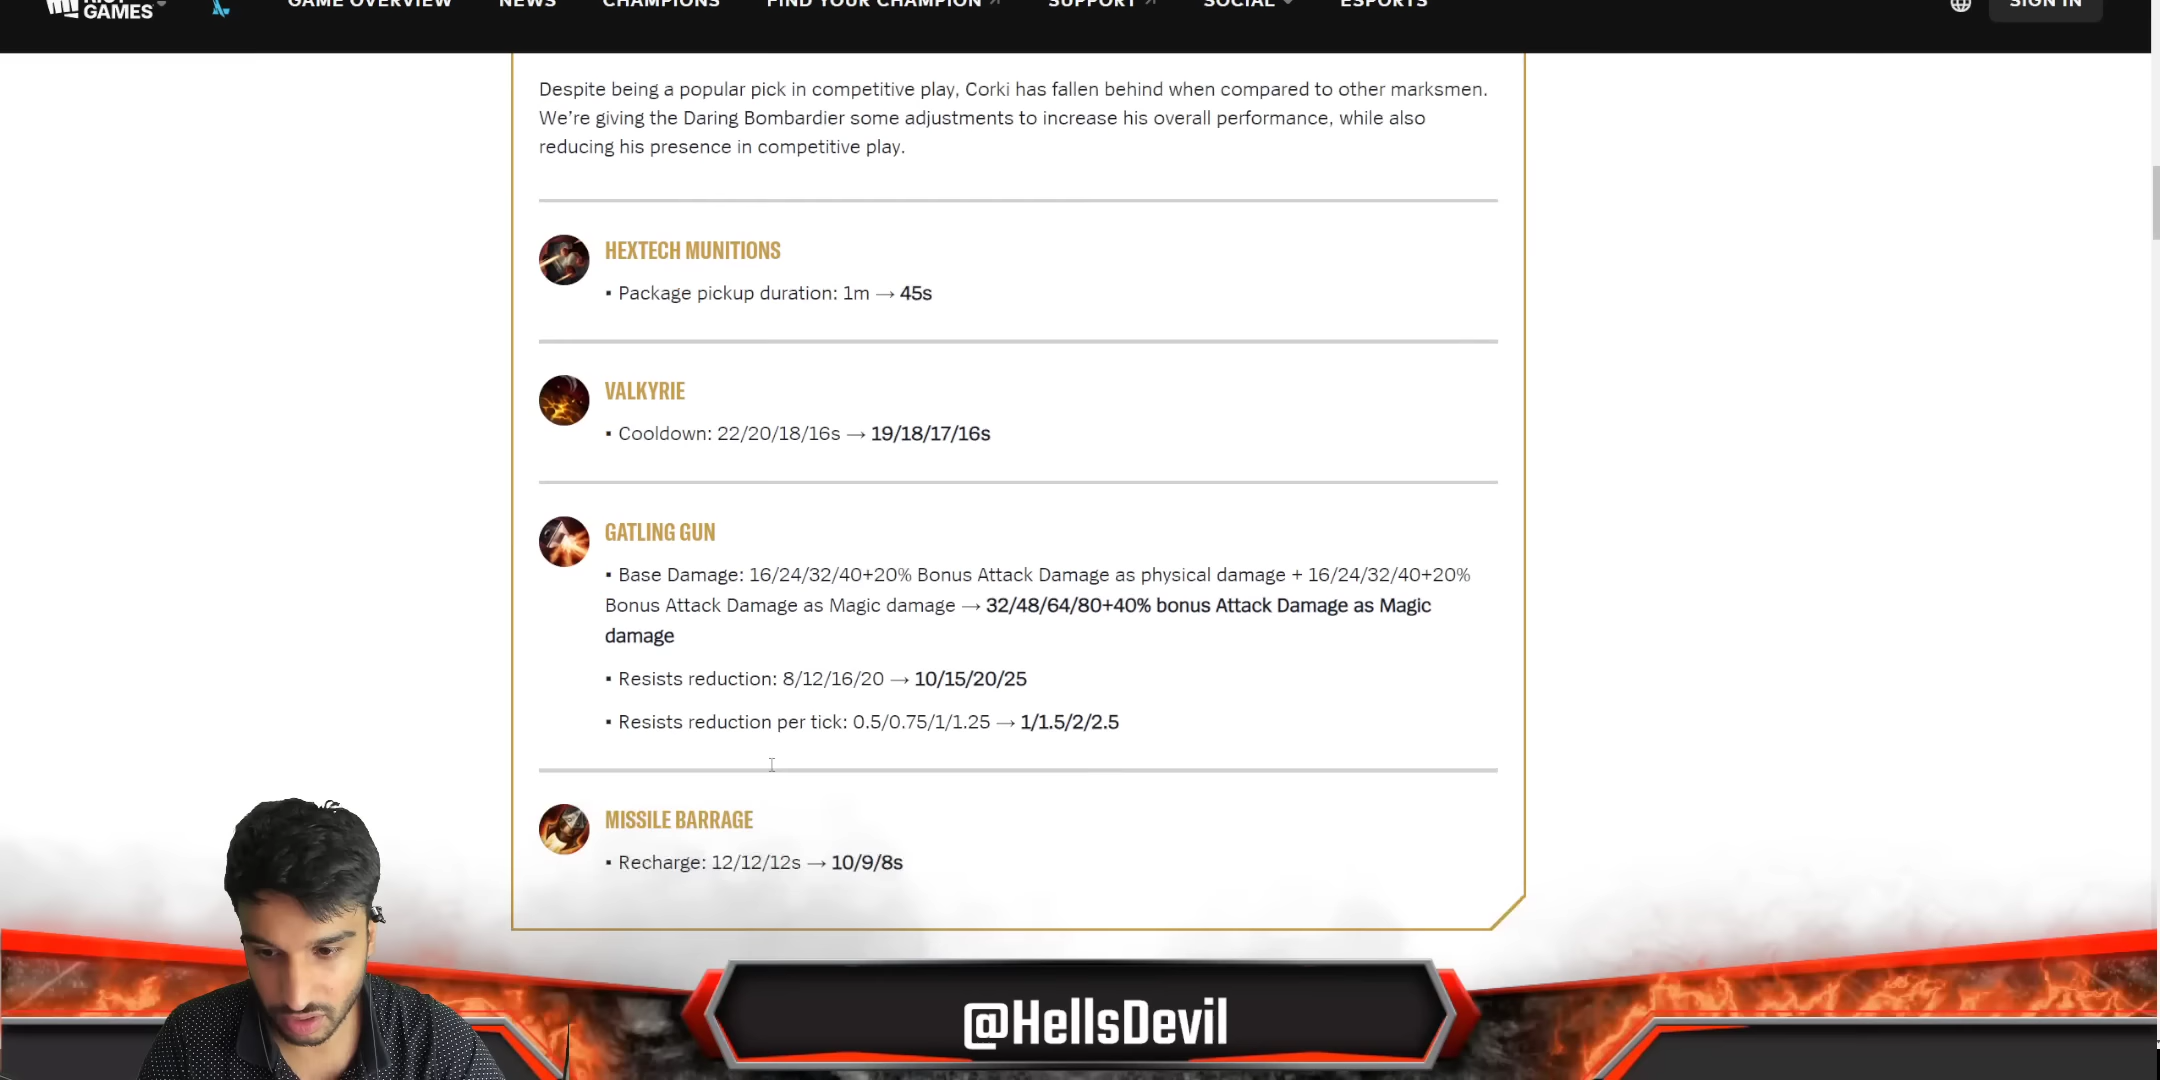 RIOT
GAMES
GAME OVERVIEW
NEWS
CHAMPIONS
FIND YOUR CHAMPION
SUPPORT
SOCIAL
ESPORTS
SIGN IN
Despite being a popular pick in competitive play, Corki has fallen behind when compared to other marksmen.
We’re giving the Daring Bombardier some adjustments to increase his overall performance, while also
reducing his presence in competitive play.
HEXTECH MUNITIONS
▪ Package pickup duration: 1m → 45s
VALKYRIE
▪ Cooldown: 22/20/18/16s → 19/18/17/16s
GATLING GUN
▪ Base Damage: 16/24/32/40+20% Bonus Attack Damage as physical damage + 16/24/32/40+20%
Bonus Attack Damage as Magic damage → 32/48/64/80+40% bonus Attack Damage as Magic
damage
▪ Resists reduction: 8/12/16/20 → 10/15/20/25
▪ Resists reduction per tick: 0.5/0.75/1/1.25 → 1/1.5/2/2.5
MISSILE BARRAGE
▪ Recharge: 12/12/12s → 10/9/8s
@HellsDevil